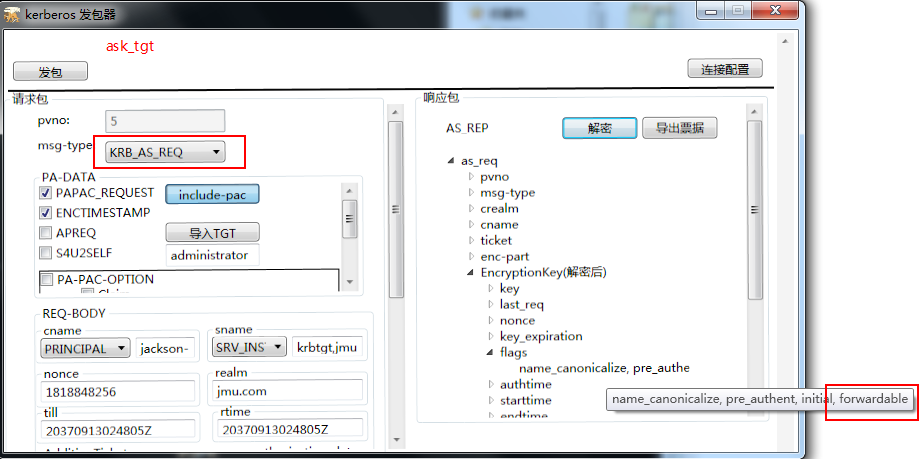 kerberos 发包器
ask_tgt
发包
连接配置
请求包
pvno:
5
msg-type
KRB_AS_REQ
PA-DATA
PAPAC_REQUEST
include-pac
ENCTIMESTAMP
APREQ
导入TGT
S4U2SELF
administrator
PA-PAC-OPTION
REQ-BODY
cname
sname
PRINCIPAL
jackson-
SRV_INS
krbtgt,jmu
nonce
realm
1818848256
jmu.com
till
rtime
20370913024805Z
20370913024805Z
响应包
AS_REP
解密
导出票据
as_req
pvno
msg-type
crealm
cname
ticket
enc-part
EncryptionKey(解密后)
key
last_req
nonce
key_expiration
flags
name_canonicalize, pre_authe
authtime
name_canonicalize, pre_authent, initial, forwardable
starttime
endtime